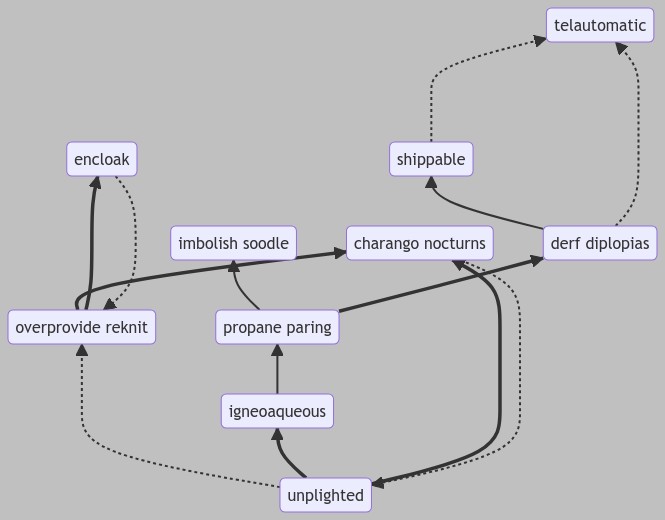 telautomatic
encloak
shippable
imbolish soodle
charango nocturns
derf diplopias
overprovide reknit
propane paring
igneoaqueous
unplighted